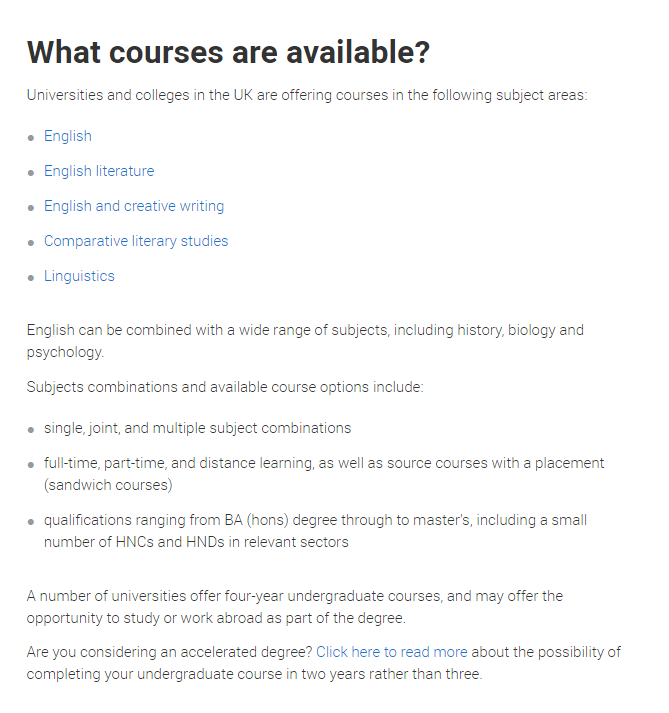 What courses are available?
Universities and colleges in the UK are offering courses in the following subject areas:
English
English literature
English and creative writing
Comparative literary studies
Linguistics
English can be combined with a wide range of subjects, including history, biology and
psychology.
Subjects combinations and available course options include:
single, joint, and multiple subject combinations
full-time, part-time, and distance learning, as well as source courses with a placement
(sandwich courses)
qualifications ranging from BA (hons) degree through to master's, including a small
number of HNCs and HNDs in relevant sectors
A number of universities offer four-year undergraduate courses, and may offer the
opportunity to study or work abroad as part of the degree.
Are you considering an accelerated degree? Click here to read more about the possibility of
completing your undergraduate course in two years rather than three.